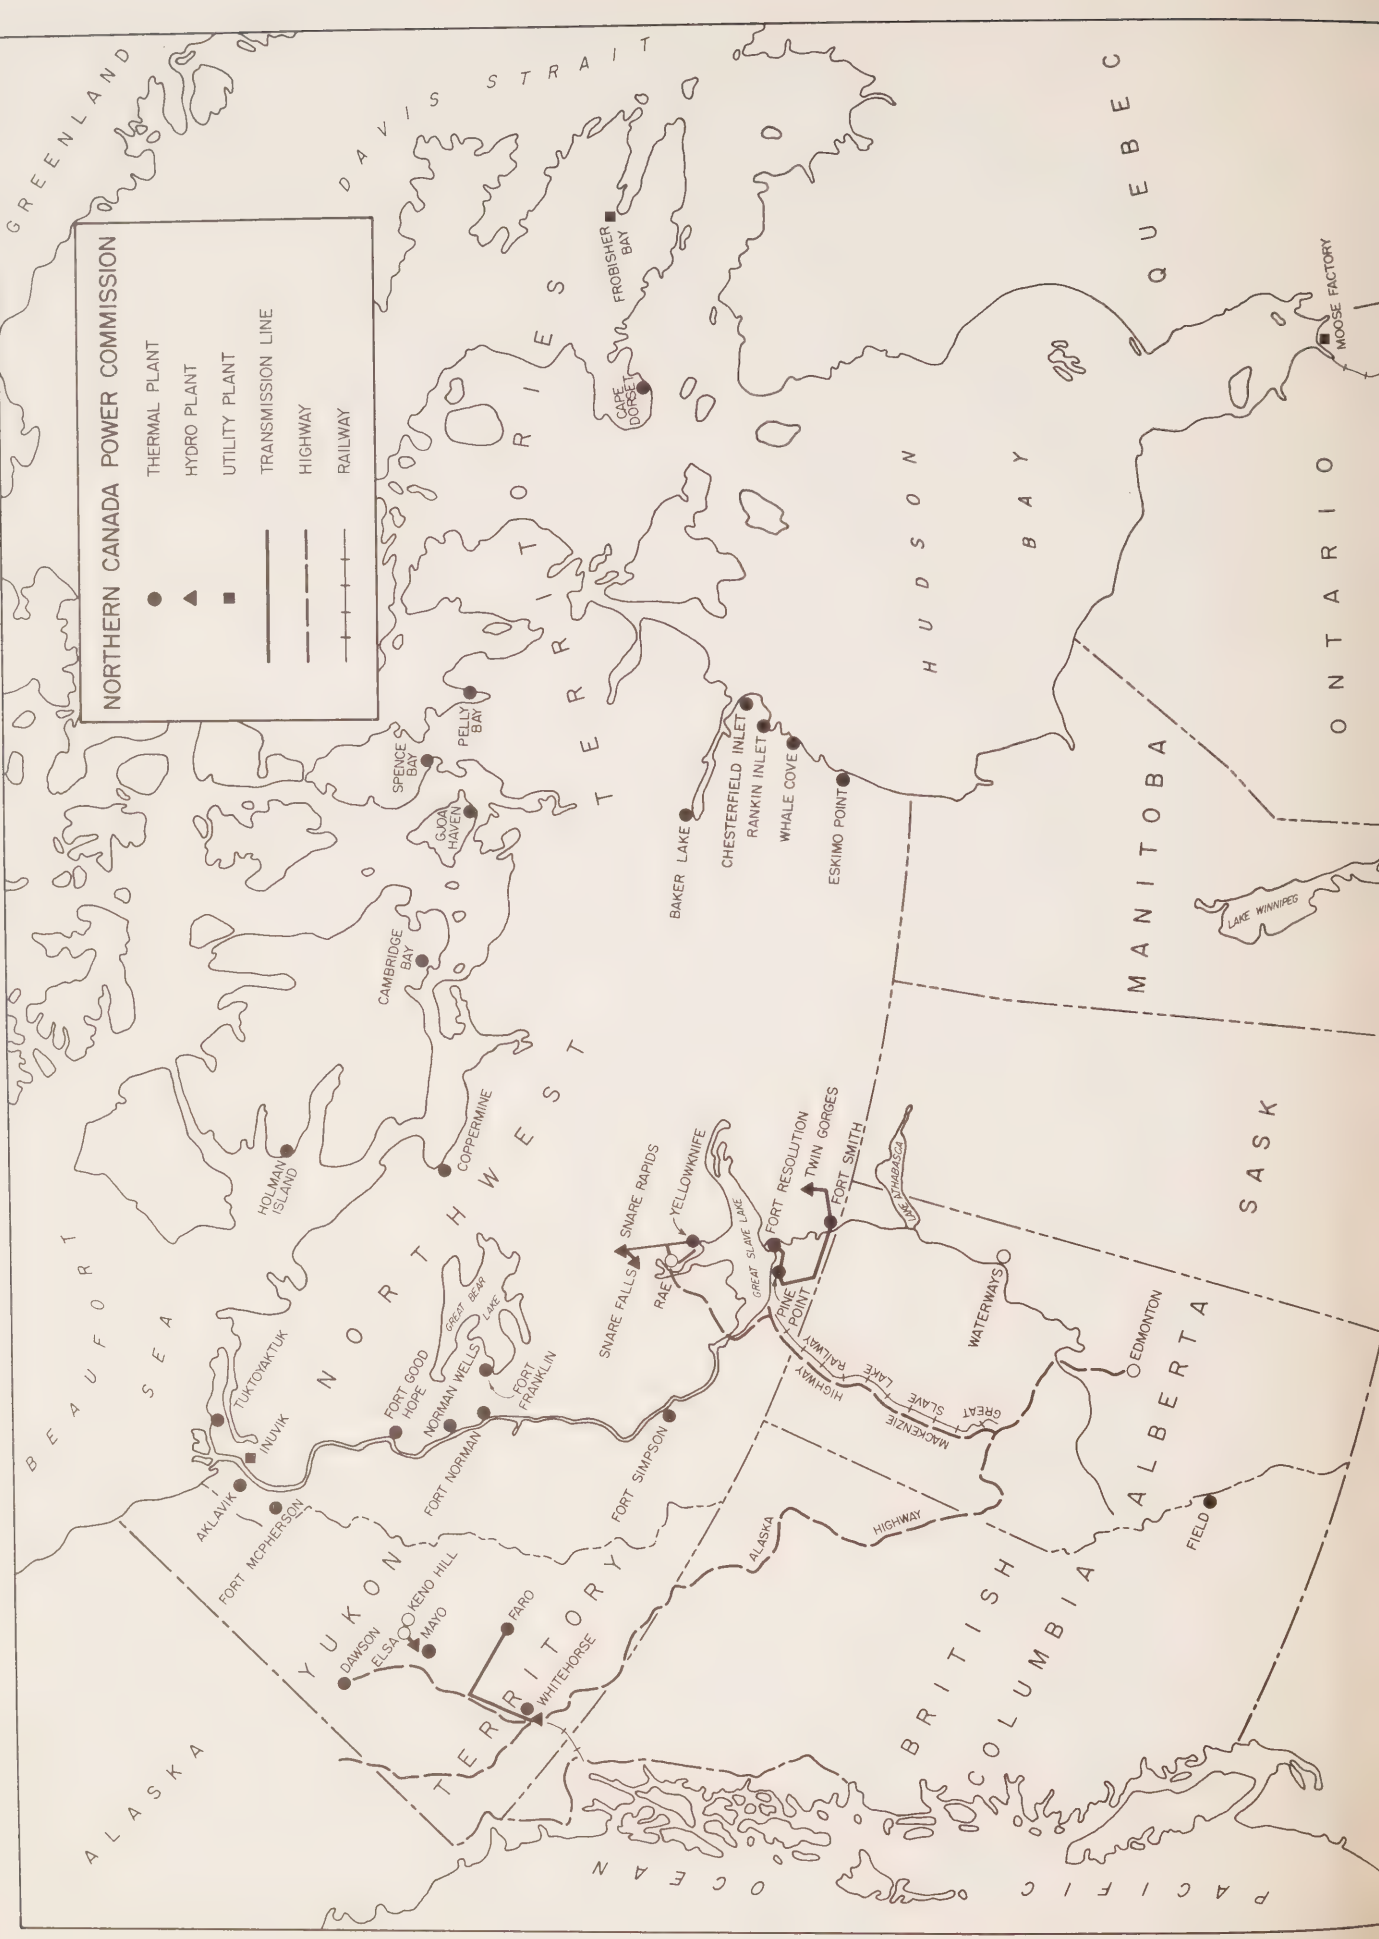 NORTHERN CANADA POWER COMMISSION
THERMAL PLANT
HYDRO PLANT
UTILITY PLANT
TRANSMISSION LINE
HIGHWAY
RAILWAY
GREENLAND
DAVIS STRAIT
BEAUFORT
SEA
ALASKA
YUKON
TERRITORY
NORTHWEST
TERRITORIES
HUDSON
BAY
QUEBEC
ONTARIO
MANITOBA
SASK
ALBERTA
BRITISH
COLUMBIA
PACIFIC OCEAN
FROBISHER
BAY
CAPE
DORSET
MOOSE FACTORY
PELLY
BAY
SPENCE
BAY
GJOA
HAVEN
CAMBRIDGE
BAY
COPPERMINE
HOLMAN
ISLAND
BAKER LAKE
CHESTERFIELD INLET
RANKIN INLET
WHALE COVE
ESKIMO POINT
LAKE WINNIPEG
TUKTOYAKTUK
INUVIK
AKLAVIK
FORT MCPHERSON
FORT GOOD
HOPE
NORMAN WELLS
FORT NORMAN
FORT
FRANKLIN
GREAT BEAR
LAKE
FORT SIMPSON
SNARE RAPIDS
SNARE FALLS
YELLOWKNIFE
RAE
GREAT SLAVE LAKE
FORT RESOLUTION
TWIN GORGES
FORT SMITH
PINE
POINT
LAKE ATHABASCA
WATERWAYS
EDMONTON
GREAT SLAVE LAKE RAILWAY
MACKENZIE HIGHWAY
ALASKA HIGHWAY
FIELD
DAWSON
ELSA
KENO HILL
MAYO
FARO
WHITEHORSE